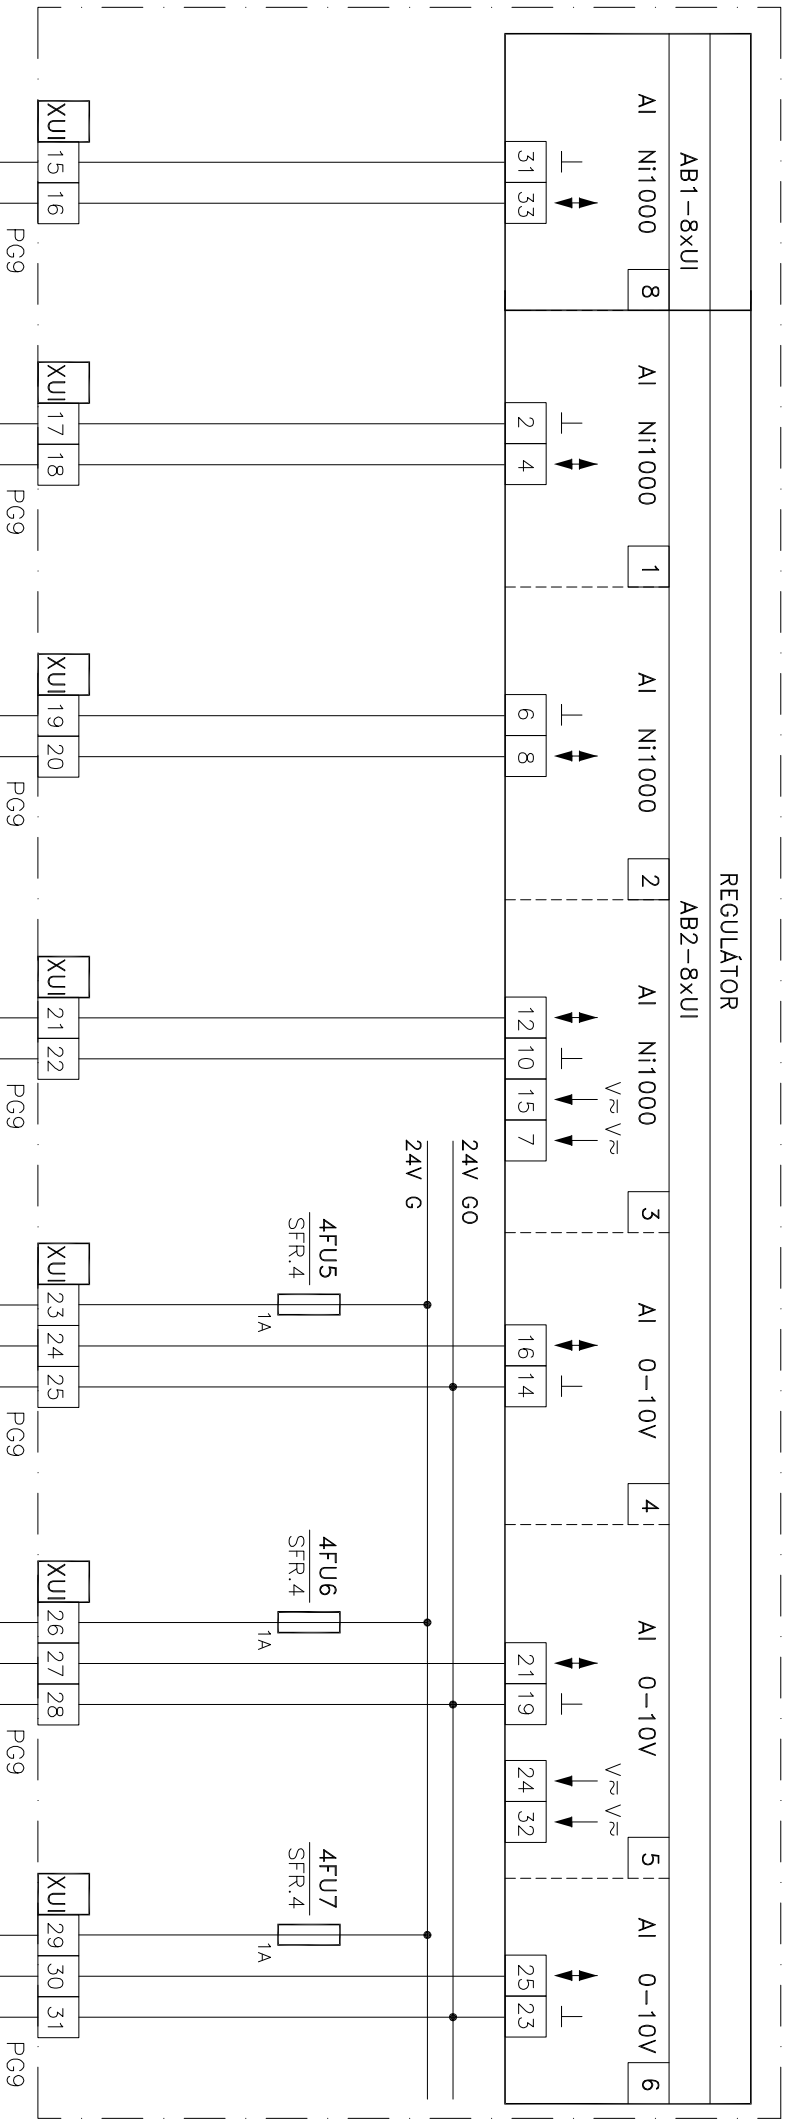 REGULÁTOR
AB1-8xUI
AB2-8xUI
AI Ni1000
8
AI Ni1000
1
AI Ni1000
2
AI Ni1000
3
AI 0-10V
4
AI 0-10V
5
AI 0-10V
6
V≂ V≂
V≂ V≂
31 33
2 4
6 8
12 10 15 7
16 14
21 19
24 32
25 23
24V G0
24V G
4FU5
SFR.4
1A
4FU6
SFR.4
1A
4FU7
SFR.4
1A
XUI 15 16
XUI 17 18
XUI 19 20
XUI 21 22
XUI 23 24 25
XUI 26 27 28
XUI 29 30 31
PG9
PG9
PG9
PG9
PG9
PG9
PG9